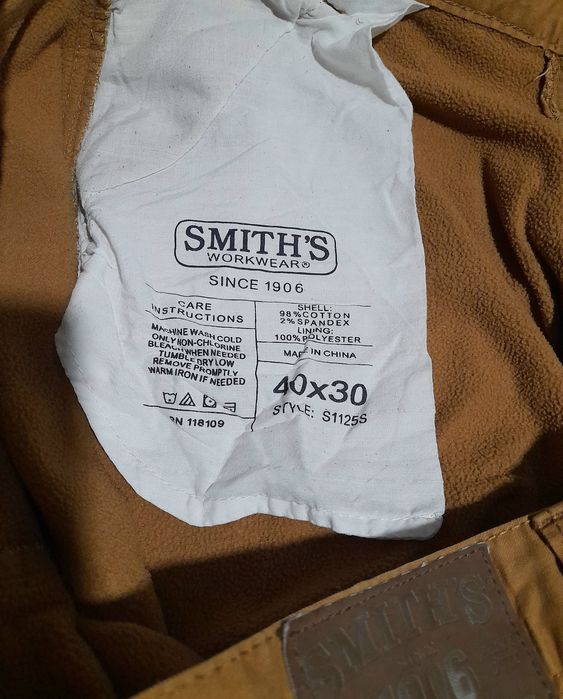 SMITH'S
WORKWEAR®
SINCE 1906
CARE
INSTRUCTIONS
MACHINE WASH COLD
ONLY NON-CHLORINE
BLEACH WHEN NEEDED
TUMBLE DRY LOW
REMOVE PROMPTLY
WARM IRON IF NEEDED
RN 118109
SHELL:
98%COTTON
2%SPANDEX
LINING:
100%POLYESTER
MADE IN CHINA
40x30
STYLE: S1125S
SMITH'S
1906